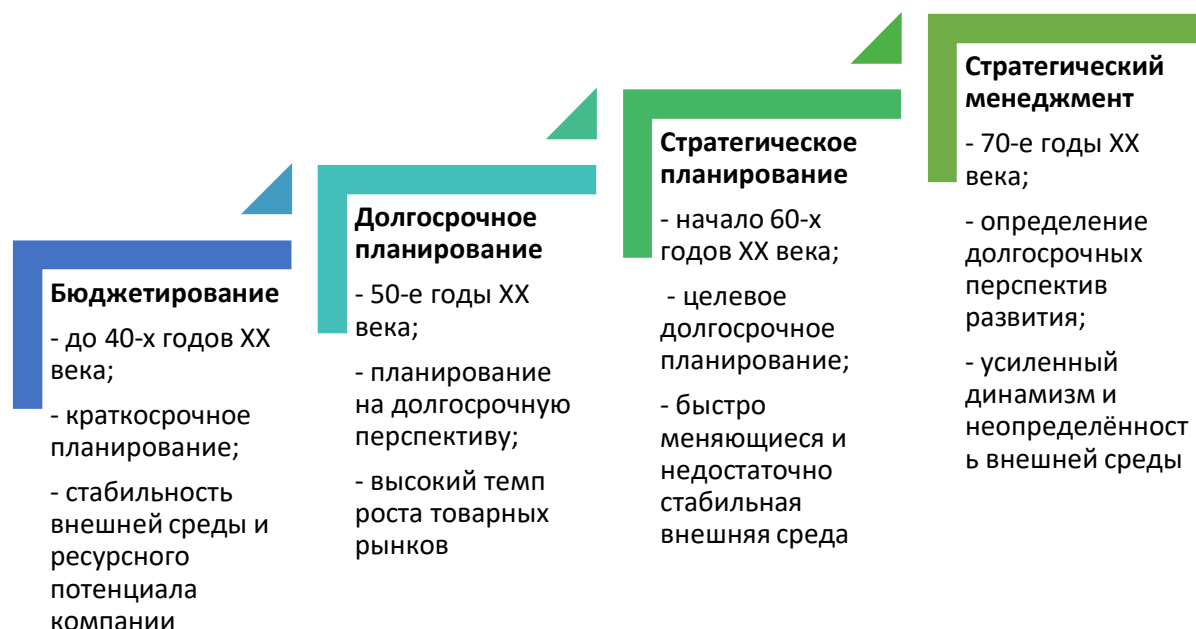 Бюджетирование
- до 40-х годов XX
века;
- краткосрочное
планирование;
- стабильность
внешней среды и
ресурсного
потенциала
компании
Долгосрочное
планирование
- 50-е годы XX
века;
- планирование
на долгосрочную
перспективу;
- высокий темп
роста товарных
рынков
Стратегическое
планирование
- начало 60-х
годов XX века;
- целевое
долгосрочное
планирование;
- быстро
меняющиеся и
недостаточно
стабильная
внешняя среда
Стратегический
менеджмент
- 70-е годы XX
века;
- определение
долгосрочных
перспектив
развития;
- усиленный
динамизм и
неопределённост
ь внешней среды